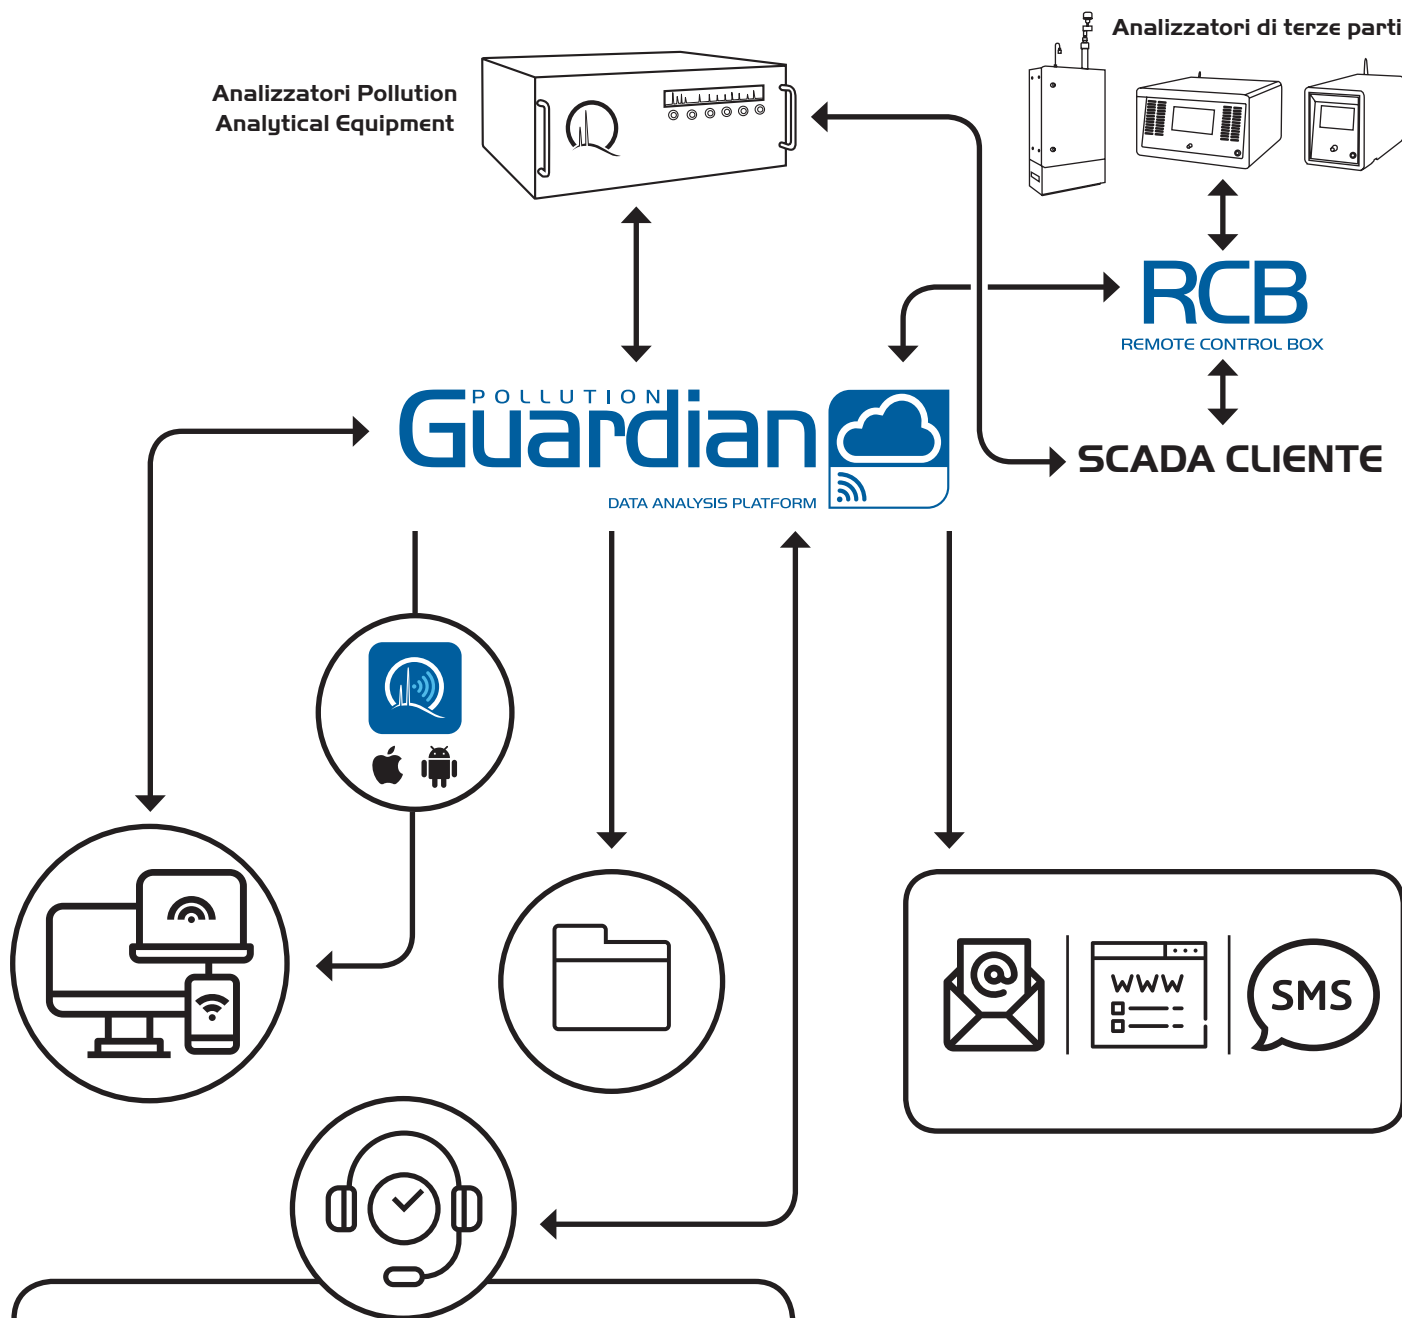 Analizzatori di terze parti
Analizzatori Pollution
Analytical Equipment
RCB
REMOTE CONTROL BOX
POLLUTION
Guardian
DATA ANALYSIS PLATFORM
SCADA CLIENTE
@
WWW
SMS